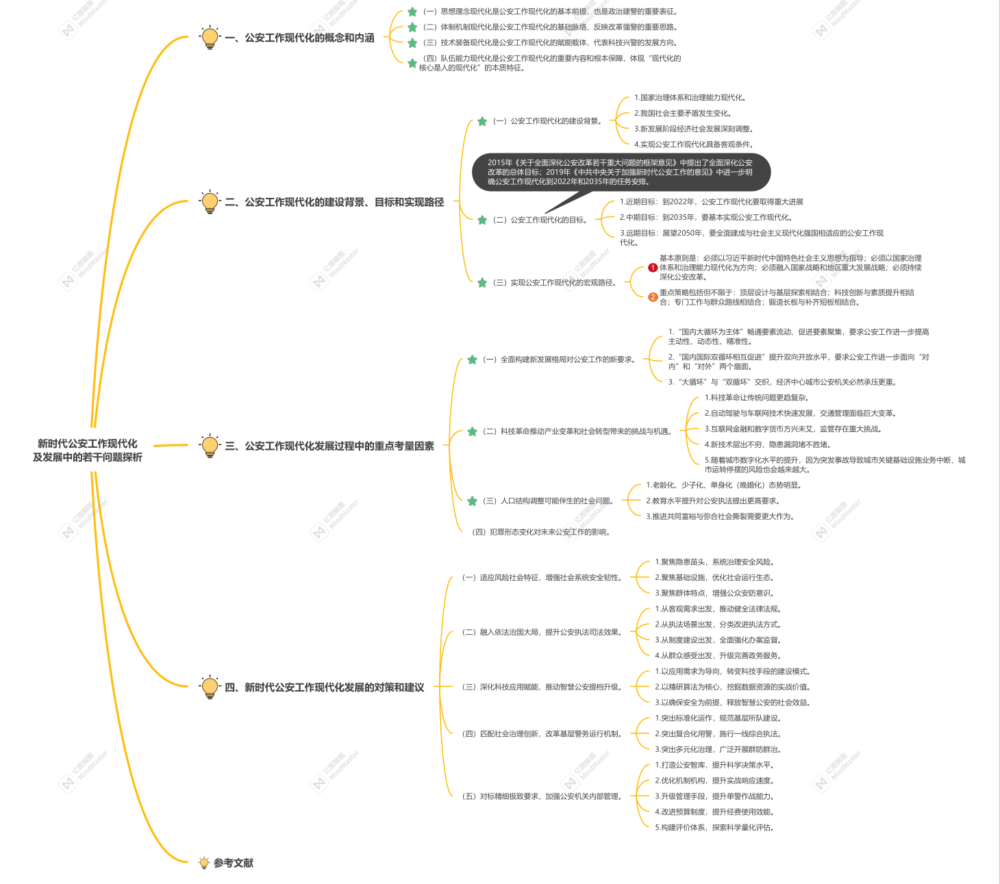 新时代公安工作现代化
及发展中的若干问题探析
一、公安工作现代化的概念和内涵
（一）思想理念现代化是公安工作现代化的基本前提，也是政治建警的重要表征。
（二）体制机制现代化是公安工作现代化的基础脉络，反映改革强警的重要思路。
（三）技术装备现代化是公安工作现代化的赋能载体，代表科技兴警的发展方向。
（四）队伍能力现代化是公安工作现代化的重要内容和根本保障，体现“现代化的
核心是人的现代化”的本质特征。
二、公安工作现代化的建设背景、目标和实现路径
（一）公安工作现代化的建设背景。
1.国家治理体系和治理能力现代化。
2.我国社会主要矛盾发生变化。
3.新发展阶段经济社会发展深刻调整。
4.实现公安工作现代化具备客观条件。
2015年《关于全面深化公安改革若干重大问题的框架意见》中提出了全面深化公安
改革的总体目标；2019年《中共中央关于加强新时代公安工作的意见》中进一步明
确公安工作现代化到2022年和2035年的任务安排。
（二）公安工作现代化的目标。
1.近期目标：到2022年，公安工作现代化要取得重大进展
2.中期目标：到2035年，要基本实现公安工作现代化。
3.远期目标：展望2050年，要全面建成与社会主义现代化强国相适应的公安工作现
代化。
（三）实现公安工作现代化的宏观路径。
1
基本原则是：必须以习近平新时代中国特色社会主义思想为指导；必须以国家治理
体系和治理能力现代化为方向；必须融入国家战略和地区重大发展战略；必须持续
深化公安改革。
2
重点策略包括但不限于：顶层设计与基层探索相结合；科技创新与素质提升相结
合；专门工作与群众路线相结合；锻造长板与补齐短板相结合。
三、公安工作现代化发展过程中的重点考量因素
（一）全面构建新发展格局对公安工作的新要求。
1.“国内大循环为主体”畅通要素流动、促进要素聚集，要求公安工作进一步提高
主动性、动态性、精准性。
2.“国内国际双循环相互促进”提升双向开放水平，要求公安工作进一步面向“对
内”和“对外”两个扇面。
3.“大循环”与“双循环”交织，经济中心城市公安机关必然承压更重。
（二）科技革命推动产业变革和社会转型带来的挑战与机遇。
1.科技革命让传统问题更趋复杂。
2.自动驾驶与车联网技术快速发展，交通管理面临巨大变革。
3.互联网金融和数字货币方兴未艾，监管存在重大挑战。
4.新技术层出不穷，隐患漏洞堵不胜堵。
5.随着城市数字化水平的提升，因为突发事故导致城市关键基础设施业务中断、城
市运转停摆的风险也会越来越大。
（三）人口结构调整可能伴生的社会问题。
1.老龄化、少子化、单身化（晚婚化）态势明显。
2.教育水平提升对公安执法提出更高要求。
3.推进共同富裕与弥合社会撕裂需要更大作为。
（四）犯罪形态变化对未来公安工作的影响。
四、新时代公安工作现代化发展的对策和建议
（一）适应风险社会特征，增强社会系统安全韧性。
1.聚焦隐患苗头，系统治理安全风险。
2.聚焦基础设施，优化社会运行生态。
3.聚焦群体特点，增强公众安防意识。
（二）融入依法治国大局，提升公安执法司法效果。
1.从客观需求出发，推动健全法律法规。
2.从执法场景出发，分类改进执法方式。
3.从制度建设出发，全面强化办案监督。
4.从群众感受出发，升级完善政务服务。
（三）深化科技应用赋能，推动智慧公安提档升级。
1.以应用需求为导向，转变科技手段的建设模式。
2.以精研算法为核心，挖掘数据资源的实战价值。
3.以确保安全为前提，释放智慧公安的社会效益。
（四）匹配社会治理创新，改革基层警务运行机制。
1.突出标准化运作，规范基层所队建设。
2.突出复合化用警，施行一线综合执法。
3.突出多元化治理，广泛开展群防群治。
（五）对标精细极致要求，加强公安机关内部管理。
1.打造公安智库，提升科学决策水平。
2.优化机制机构，提升实战响应速度。
3.升级管理手段，提升单警作战能力。
4.改进预算制度，提升经费使用效能。
5.构建评价体系，探索科学量化评估。
参考文献
亿图脑图
MindMaster